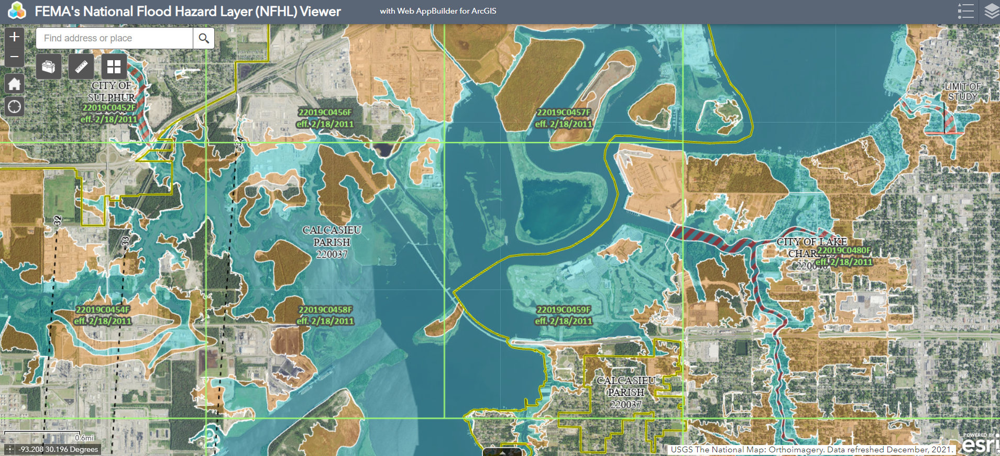 FEMA's National Flood Hazard Layer (NFHL) Viewer
with Web AppBuilder for ArcGIS
+
Find address or place
−
CITY OF
SULPHUR
22019C0452F
eff. 2/18/2011
22019C0456F
eff. 2/18/2011
22019C0457F
eff. 2/18/2011
LIMIT OF
STUDY
34
32
33
CALCASIEU
PARISH
220037
CITY OF LAKE
CHARLES
22019C0480F
eff. 2/18/2011
220040
22019C0454F
eff. 2/18/2011
22019C0458F
eff. 2/18/2011
22019C0459F
eff. 2/18/2011
CALCASIEU
PARISH
220037
0.6mi
-93.208 30.196 Degrees
USGS The National Map: Orthoimagery. Data refreshed December, 2021.
POWERED BY
esri